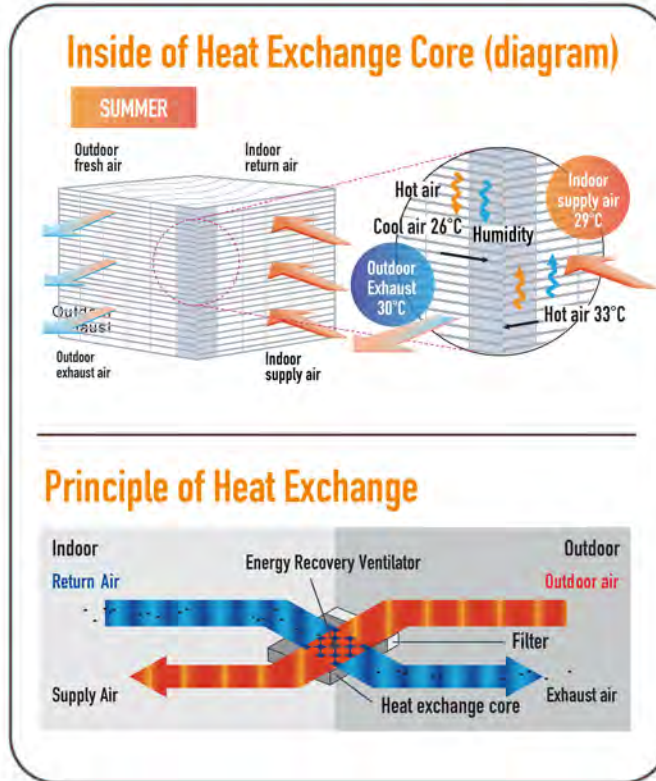 Inside of Heat Exchange Core (diagram)
SUMMER
Outdoor
fresh air
Indoor
return air
Hot air
Cool air 26°C
Humidity
Indoor
supply air
29°C
Outdoor
Exhaust
30°C
Hot air 33°C
Outdoor
exhaust air
Indoor
supply air
Principle of Heat Exchange
Indoor
Outdoor
Return Air
Energy Recovery Ventilator
Outdoor air
Filter
Supply Air
Heat exchange core
Exhaust air